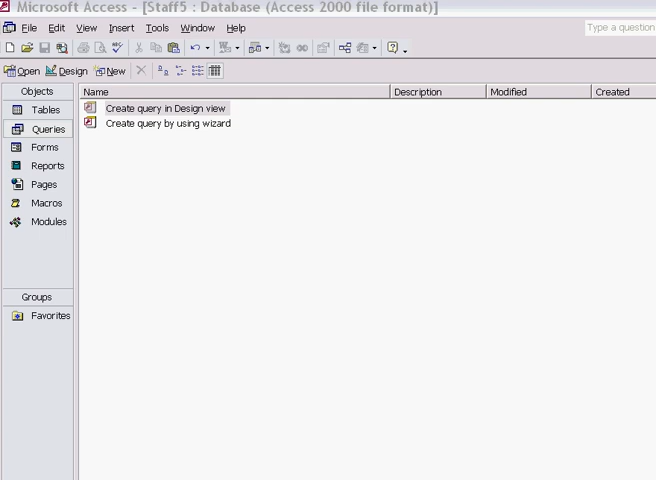 Microsoft Access - [Staff5 : Database (Access 2000 file format)]
File Edit View Insert Tools Window Help Type a question
Open Design New
Objects Name Description Modified Created
Tables Create query in Design view
Queries Create query by using wizard
Forms
Reports
Pages
Macros
Modules
Groups
Favorites